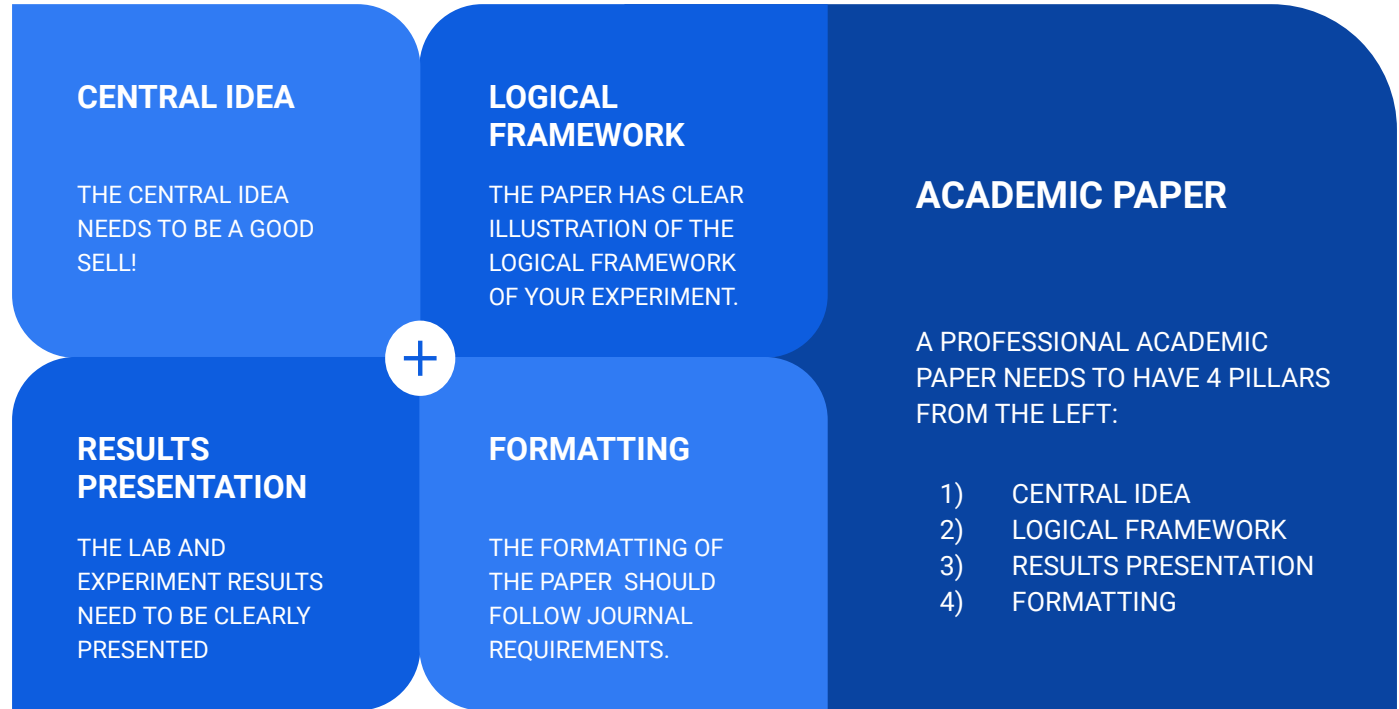 CENTRAL IDEA
THE CENTRAL IDEA
NEEDS TO BE A GOOD
SELL!
LOGICAL
FRAMEWORK
THE PAPER HAS CLEAR
ILLUSTRATION OF THE
LOGICAL FRAMEWORK
OF YOUR EXPERIMENT.
+
RESULTS
PRESENTATION
THE LAB AND
EXPERIMENT RESULTS
NEED TO BE CLEARLY
PRESENTED
FORMATTING
THE FORMATTING OF
THE PAPER  SHOULD
FOLLOW JOURNAL
REQUIREMENTS.
ACADEMIC PAPER
A PROFESSIONAL ACADEMIC
PAPER NEEDS TO HAVE 4 PILLARS
FROM THE LEFT:
1) CENTRAL IDEA
2) LOGICAL FRAMEWORK
3) RESULTS PRESENTATION
4) FORMATTING